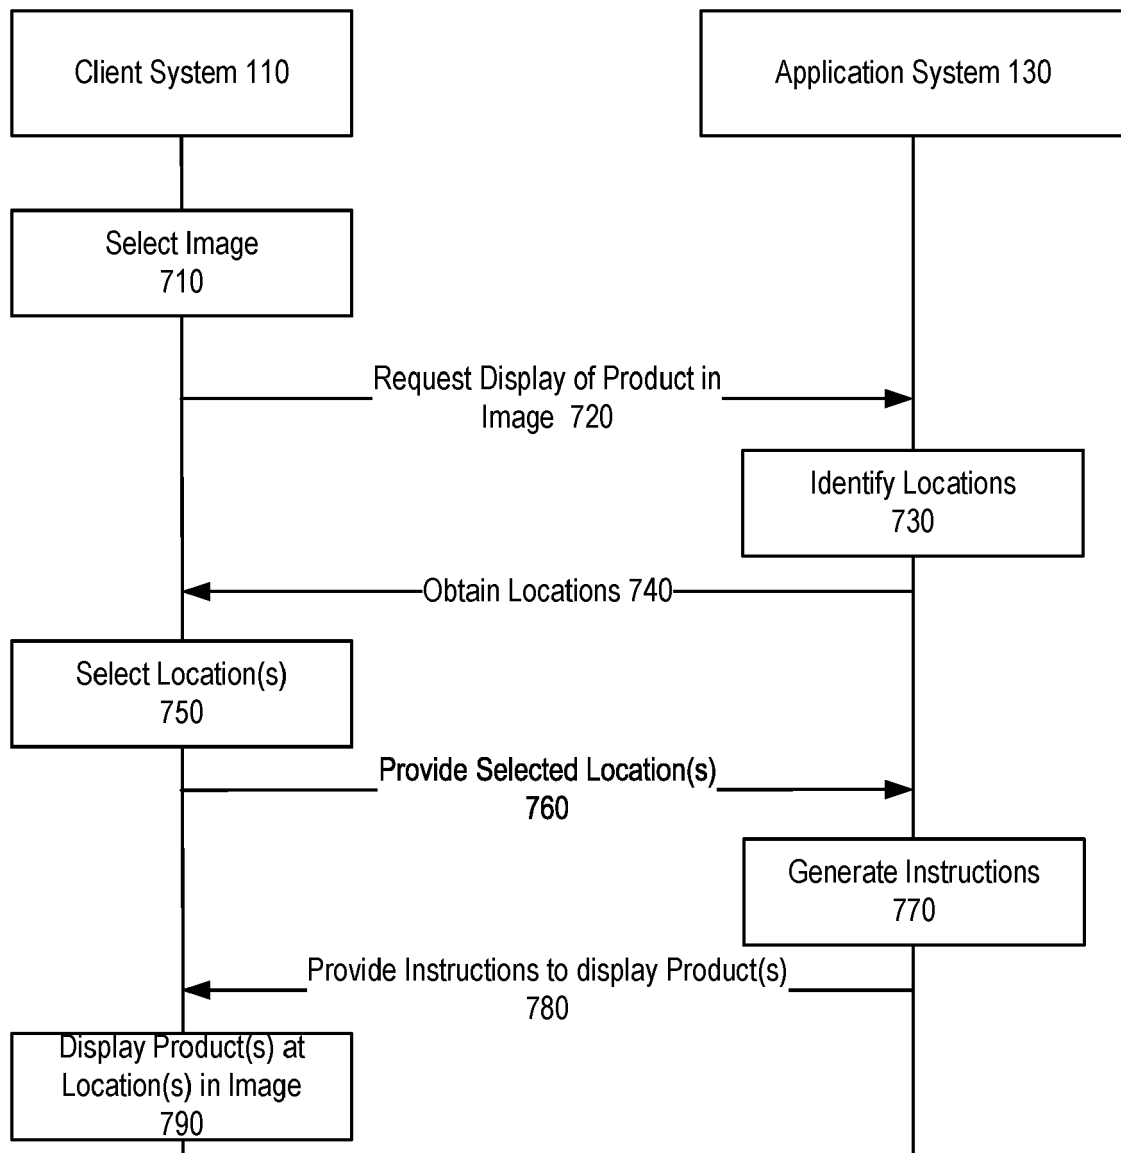 Client System 110
Application System 130
Select Image
710
Request Display of Product in
Image 720
Identify Locations
730
Obtain Locations 740
Select Location(s)
750
Provide Selected Location(s)
760
Generate Instructions
770
Provide Instructions to display Product(s)
780
Display Product(s) at
Location(s) in Image
790